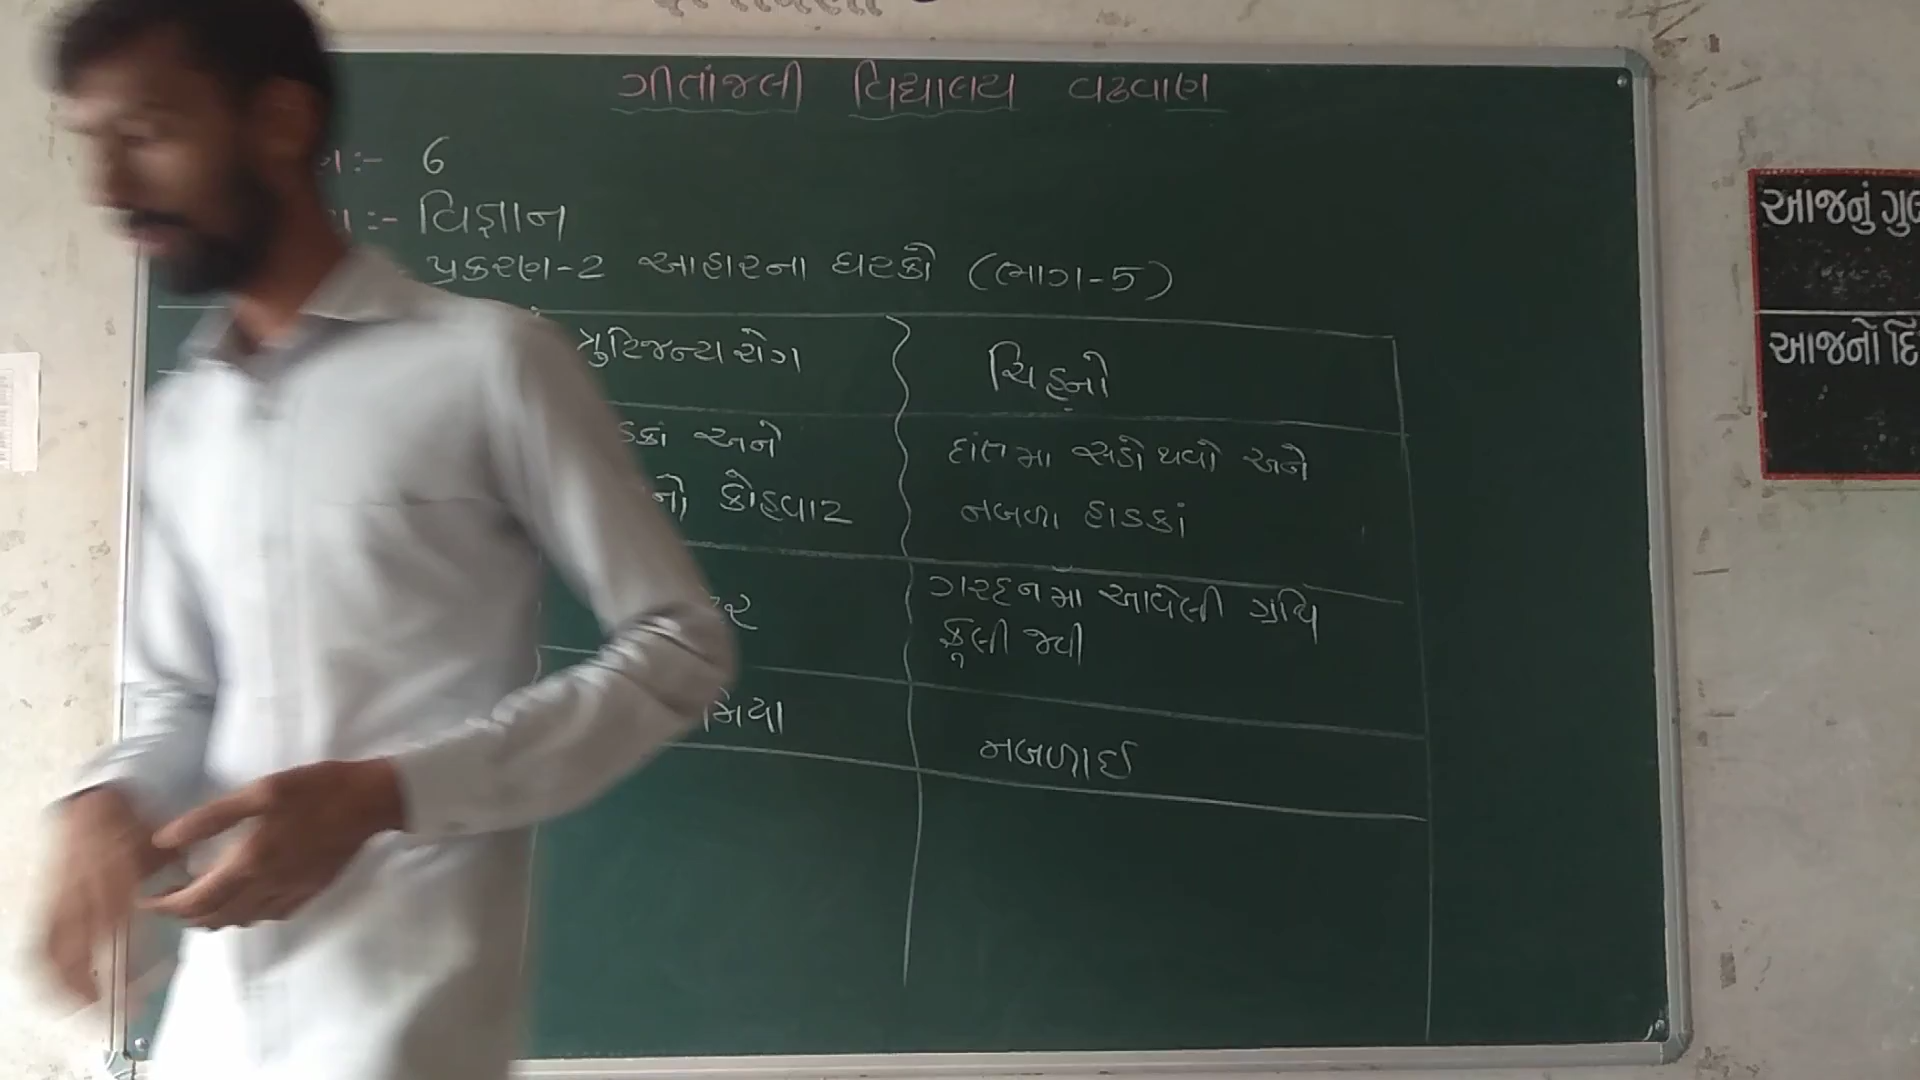 ગીતાંજલી વિદ્યાલય વઢવાણ
:- 6
:- વિજ્ઞાન
પ્રકરણ-2 આહારના ઘટકો (ભાગ-5)
ત્રુટિજન્ય રોગ
ચિહ્નો
અને
કોહવાટ
દાંતમા સડો થવો અને
નબળા હાડકાં
ગરદનમા આવેલી ગ્રંથિ
ફૂલી જવી
નબળાઈ
આજનું
આજનો